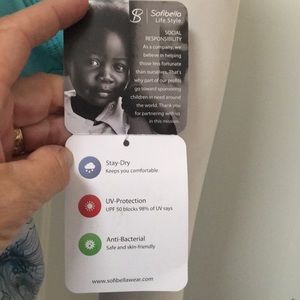 Sofibella
Life Style
SOCIAL
RESPONSIBILITY
As a company, we
believe in helping
those less fortunate
than ourselves. That's
why part of our profits
go toward sponsoring
children in need around
the world. Thank you
for partnering with us
in this mission.
Stay-Dry
Keeps you comfortable
UV-Protection
UPF 50 blocks 98% of UV rays
Anti-Bacterial
Safe and skin-friendly
www.sofibellawear.com